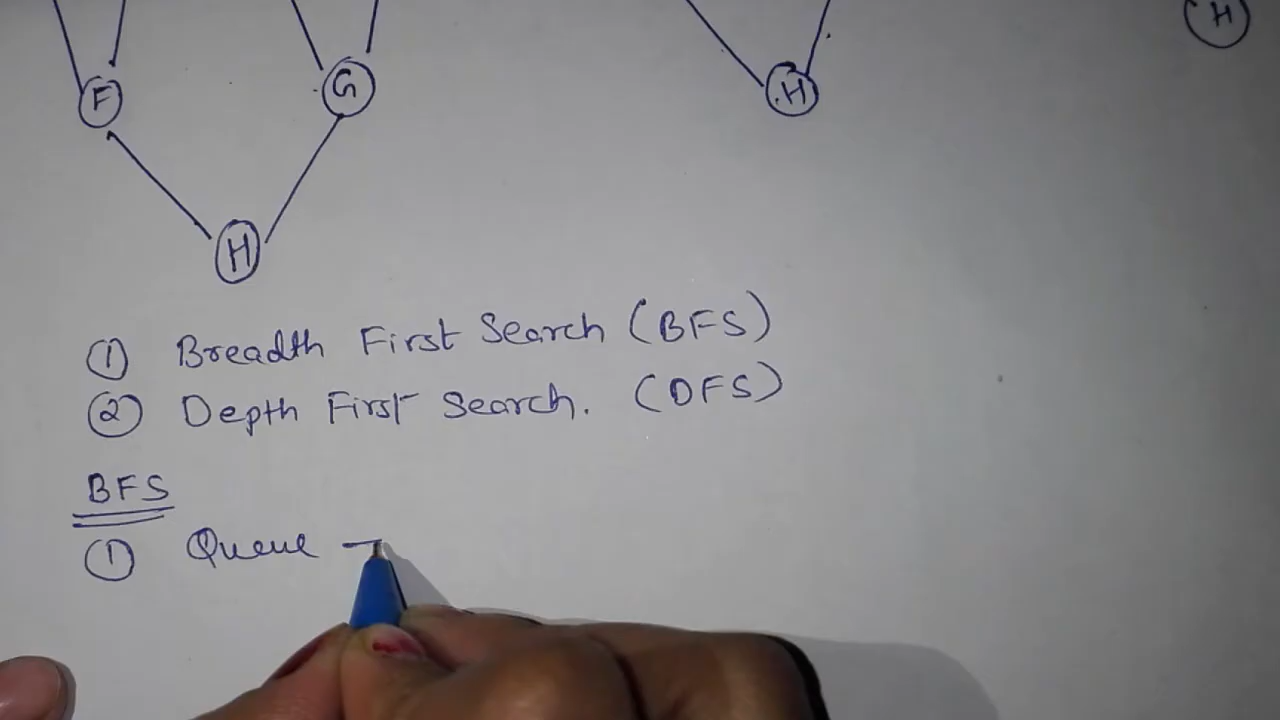 F G H H
H
① Breadth First Search (BFS)
② Depth First Search. (DFS)
BFS
① Queue —